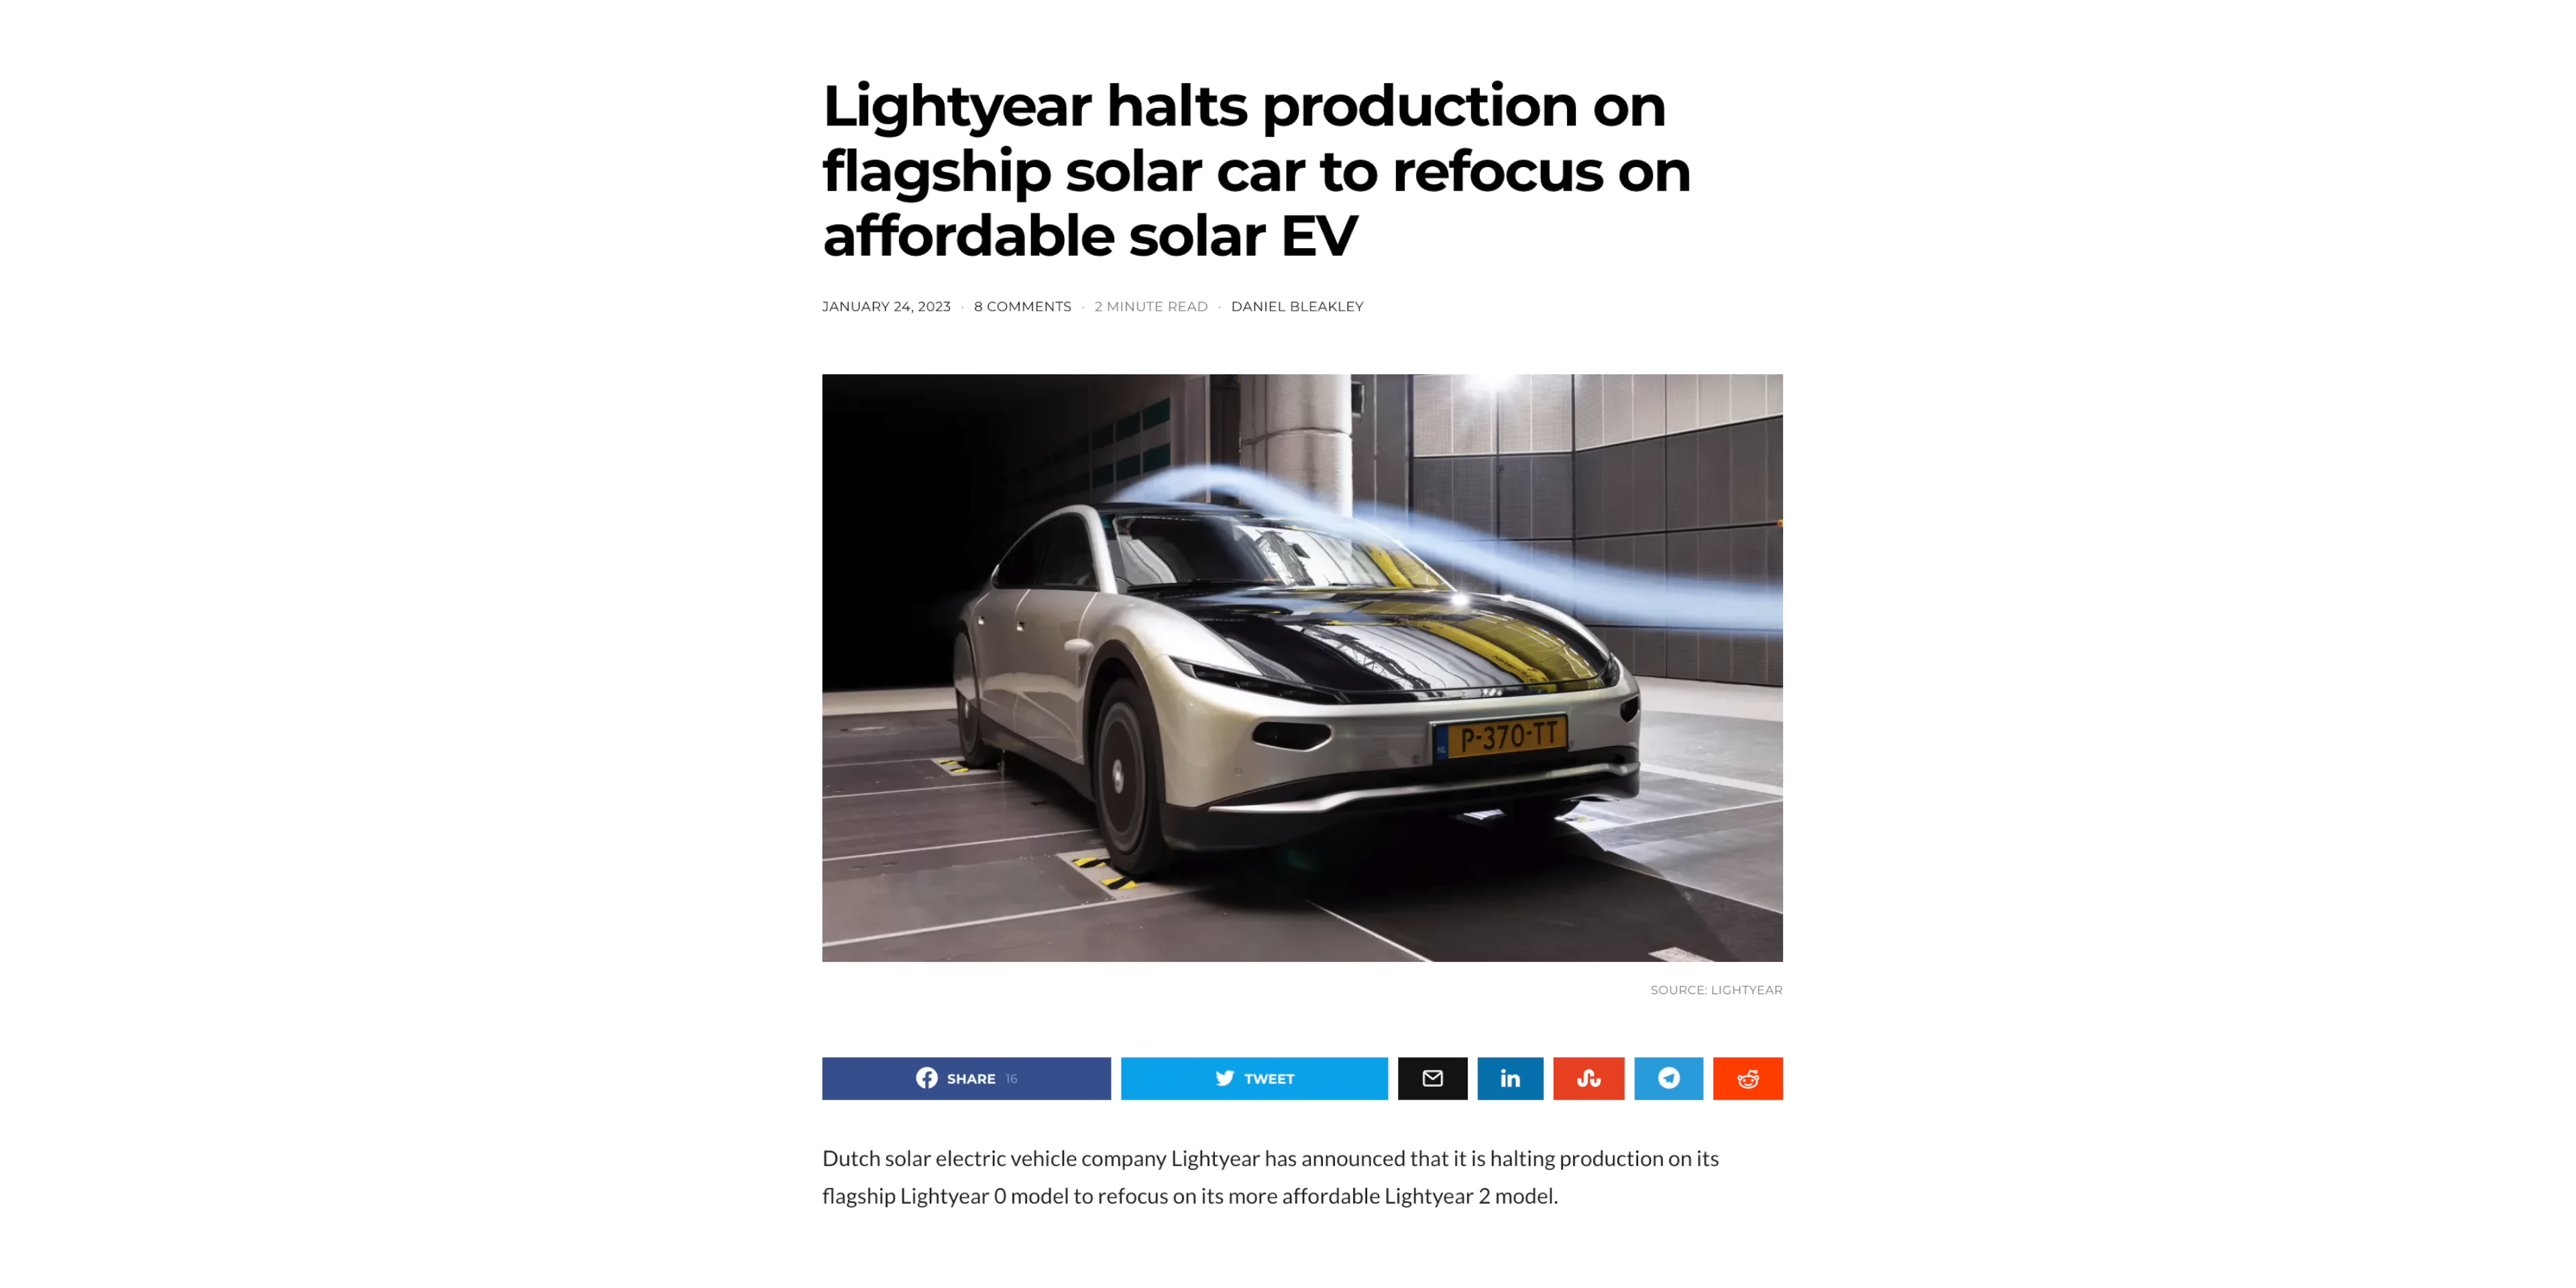 Lightyear halts production on
flagship solar car to refocus on
affordable solar EV
JANUARY 24, 2023 · 8 COMMENTS · 2 MINUTE READ · DANIEL BLEAKLEY
NL P-370-TT
SOURCE: LIGHTYEAR
SHARE 16
TWEET
in
Dutch solar electric vehicle company Lightyear has announced that it is halting production on its
flagship Lightyear 0 model to refocus on its more affordable Lightyear 2 model.